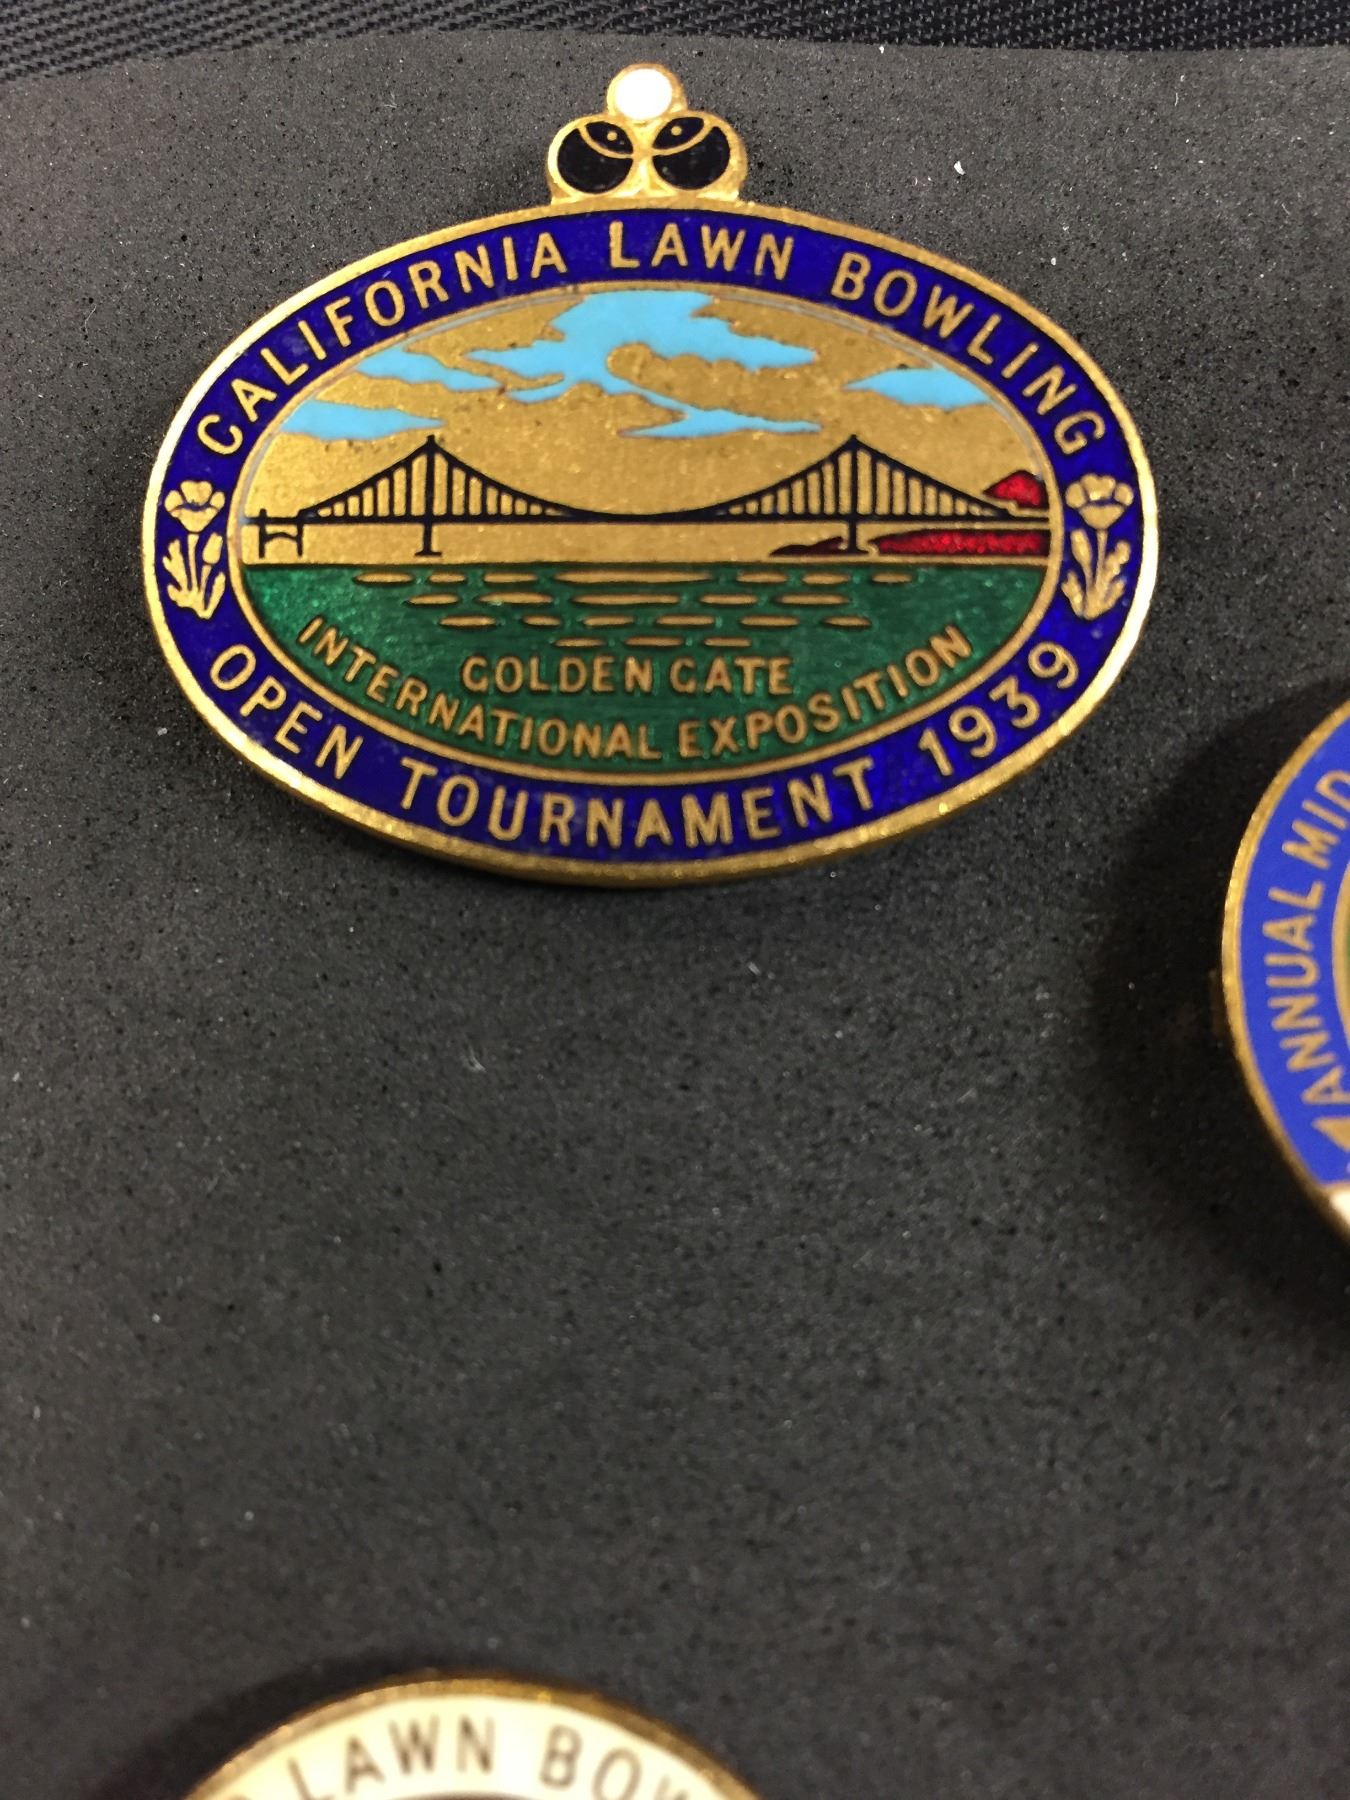 CALIFORNIA LAWN BOWLING
GOLDEN GATE
INTERNATIONAL EXPOSITION
OPEN TOURNAMENT 1939
ANNUAL MID
LAWN BOW